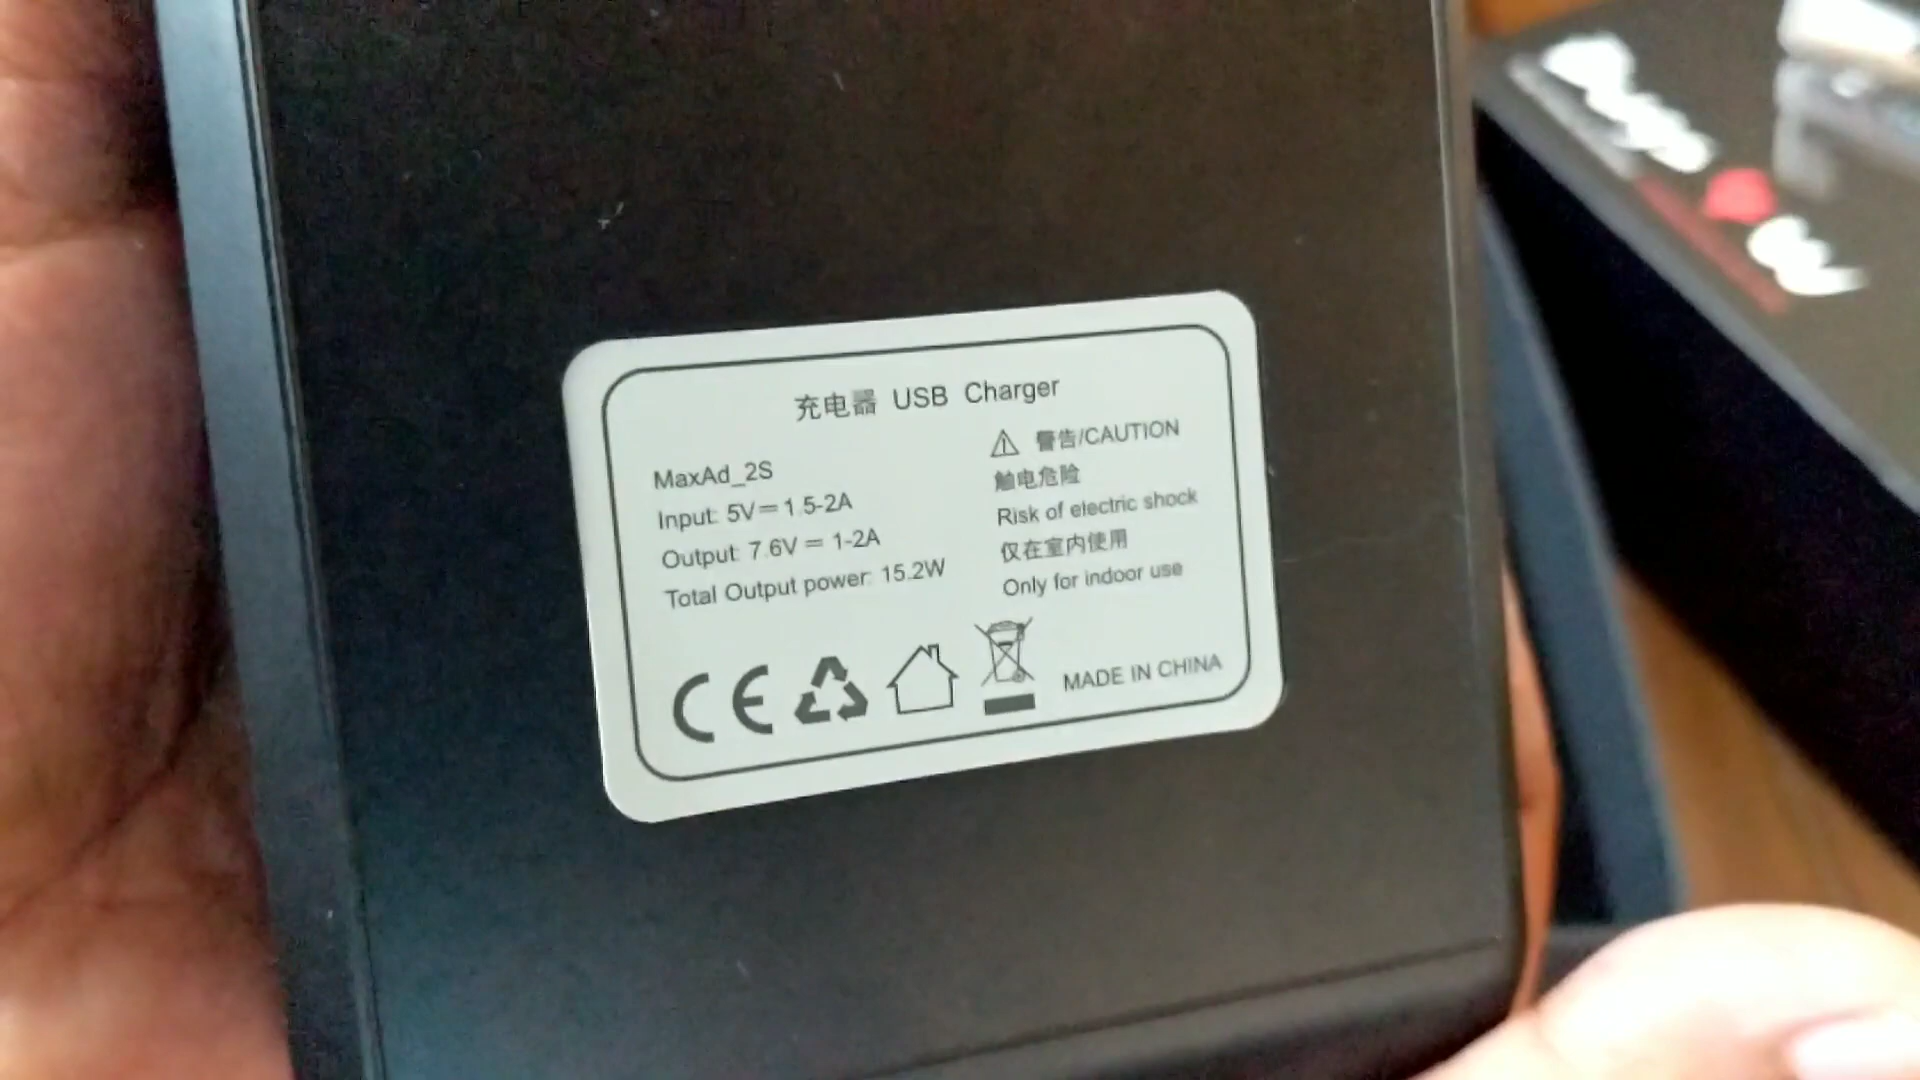 充电器 USB Charger
MaxAd_2S
Input: 5V⎓1.5-2A
Output: 7.6V⎓ 1-2A
Total Output power: 15.2W
警告/CAUTION
触电危险
Risk of electric shock
仅在室内使用
Only for indoor use
CE
MADE IN CHINA